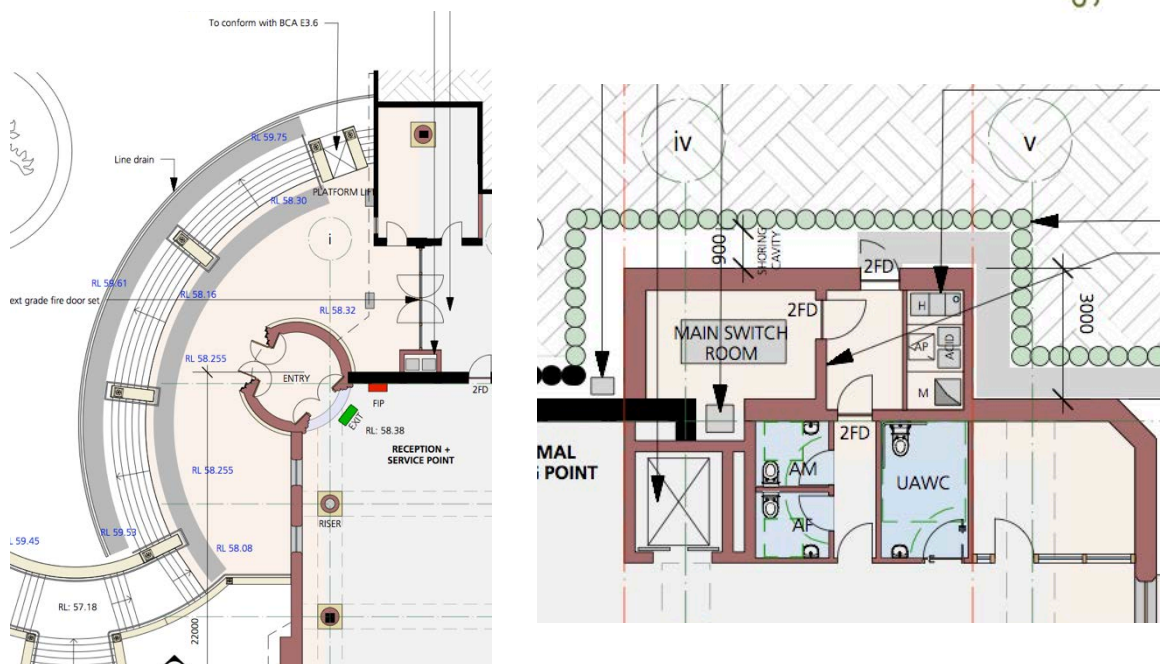 To conform with BCA E3.6
RL 59.75
Line drain
PLATFORM LIFT
RL 58.30
i
RL 59.61
ext grade fire door set
RL 58.16
RL 58.32
RL 58.255
ENTRY
FIP
2FD
EXIT
RL: 58.38
RECEPTION +
SERVICE POINT
RL 58.255
RISER
RL 59.53
59.45
RL 58.08
RL: 57.18
22000
iv
v
900
SHORING
CAVITY
2FD
2FD
3000
MAIN SWITCH
ROOM
H
AP
ACID
M
2FD
MAL
POINT
AM
AF
UAWC